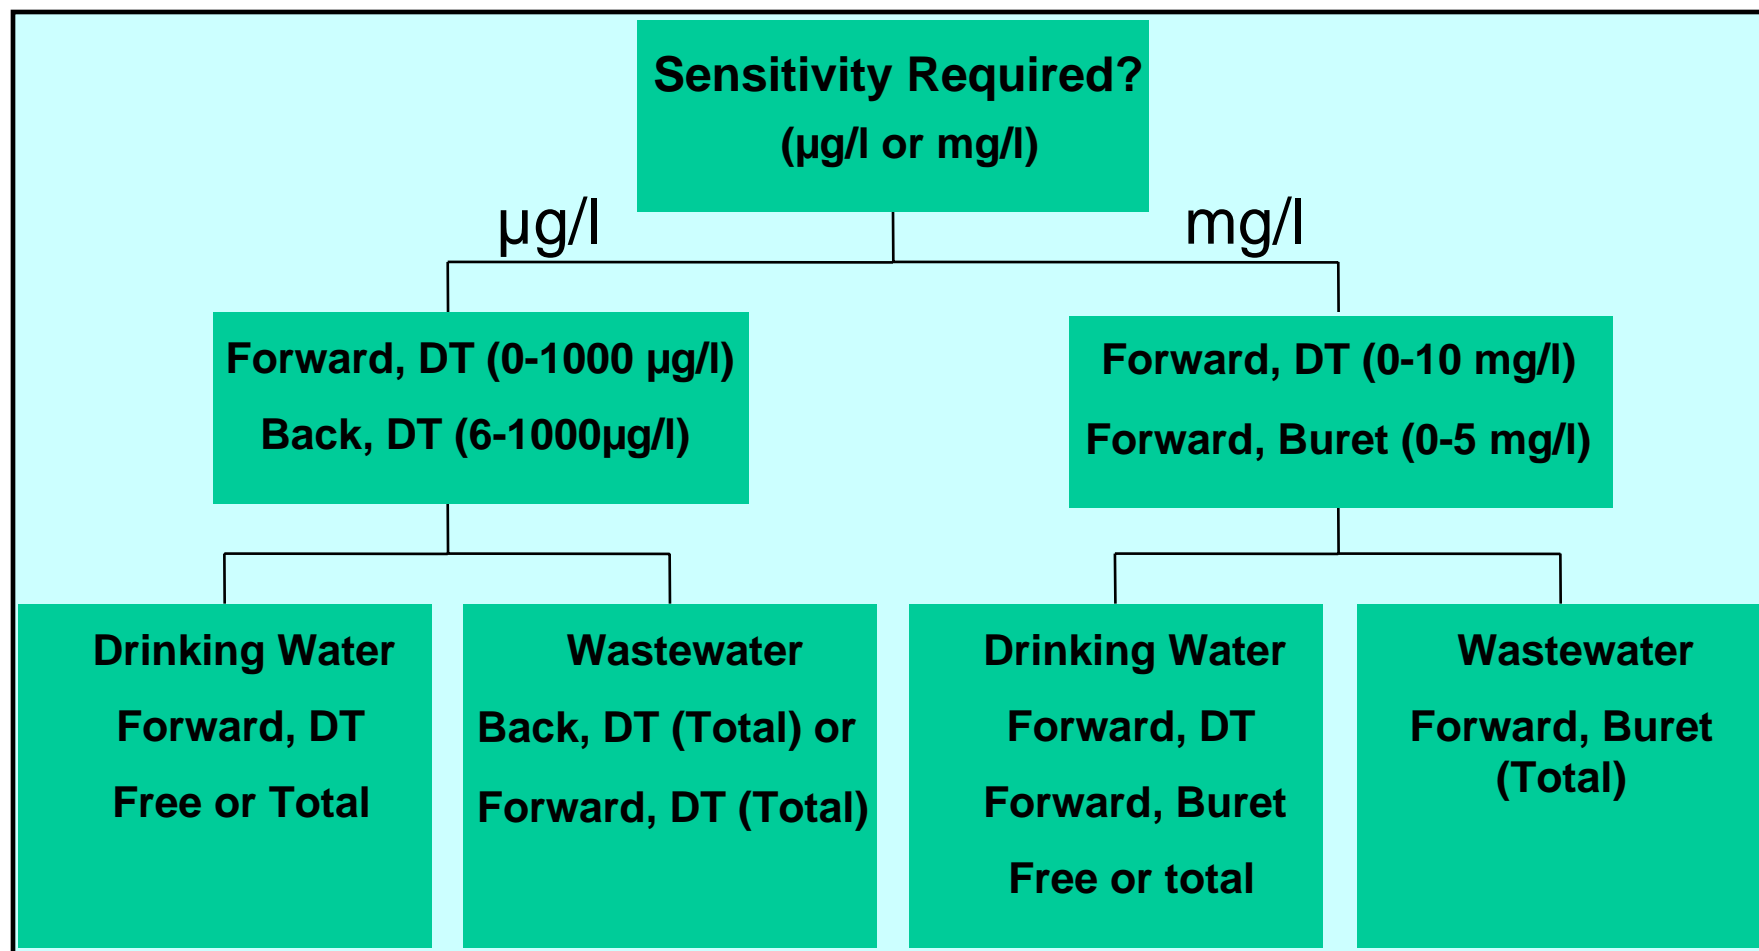 Sensitivity Required?
(µg/l or mg/l)
µg/l
mg/l
Forward, DT (0-1000 µg/l)
Back, DT (6-1000µg/l)
Forward, DT (0-10 mg/l)
Forward, Buret (0-5 mg/l)
Drinking Water
Forward, DT
Free or Total
Wastewater
Back, DT (Total) or
Forward, DT (Total)
Drinking Water
Forward, DT
Forward, Buret
Free or total
Wastewater
Forward, Buret
(Total)